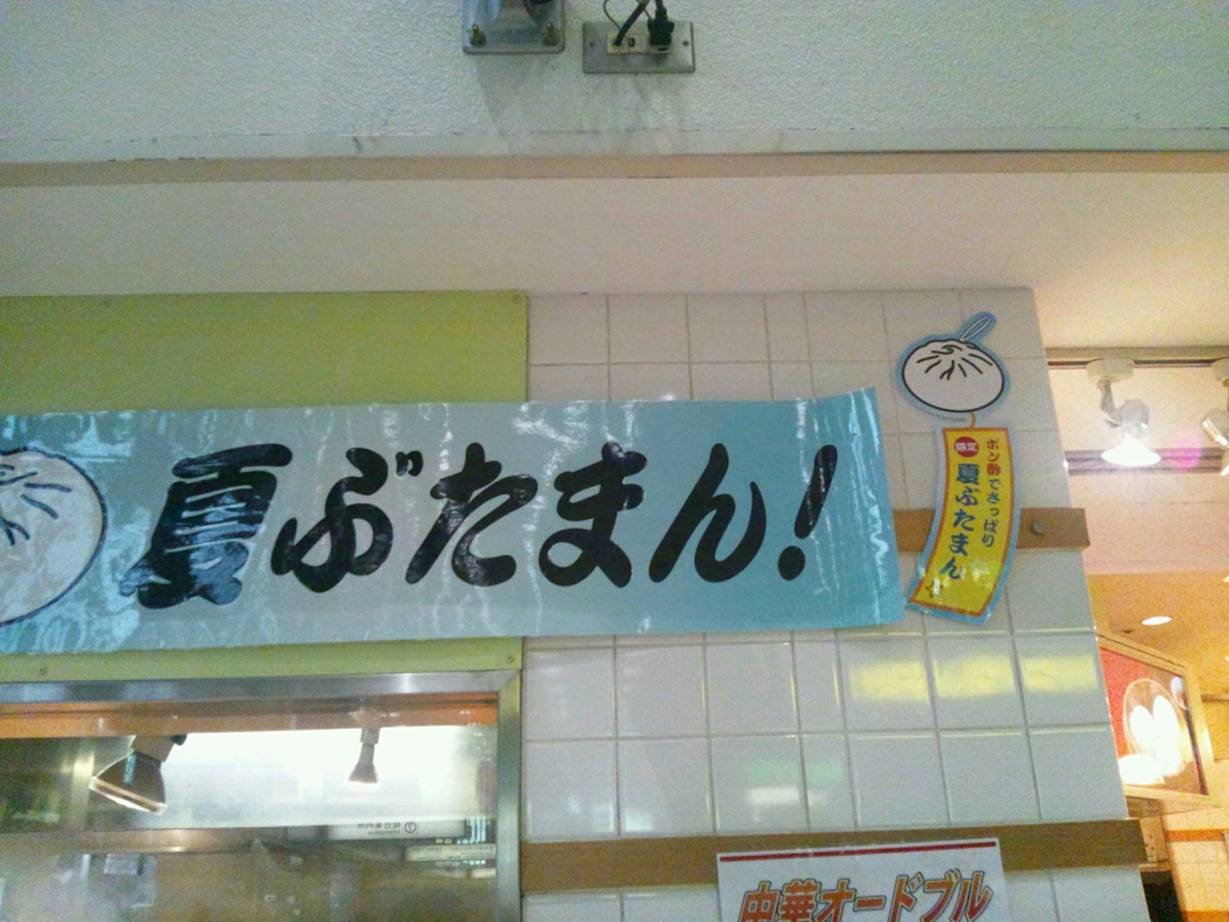 夏ぶたまん!
限定
ポン酢でさっぱり
夏ぶたまん
中華オードブル